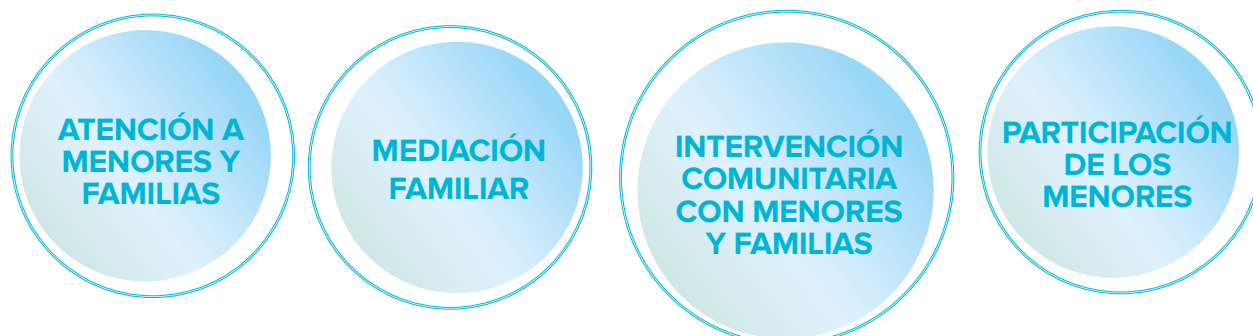 ATENCIÓN A
MENORES Y
FAMILIAS
MEDIACIÓN
FAMILIAR
INTERVENCIÓN
COMUNITARIA
CON MENORES
Y FAMILIAS
PARTICIPACIÓN
DE LOS
MENORES